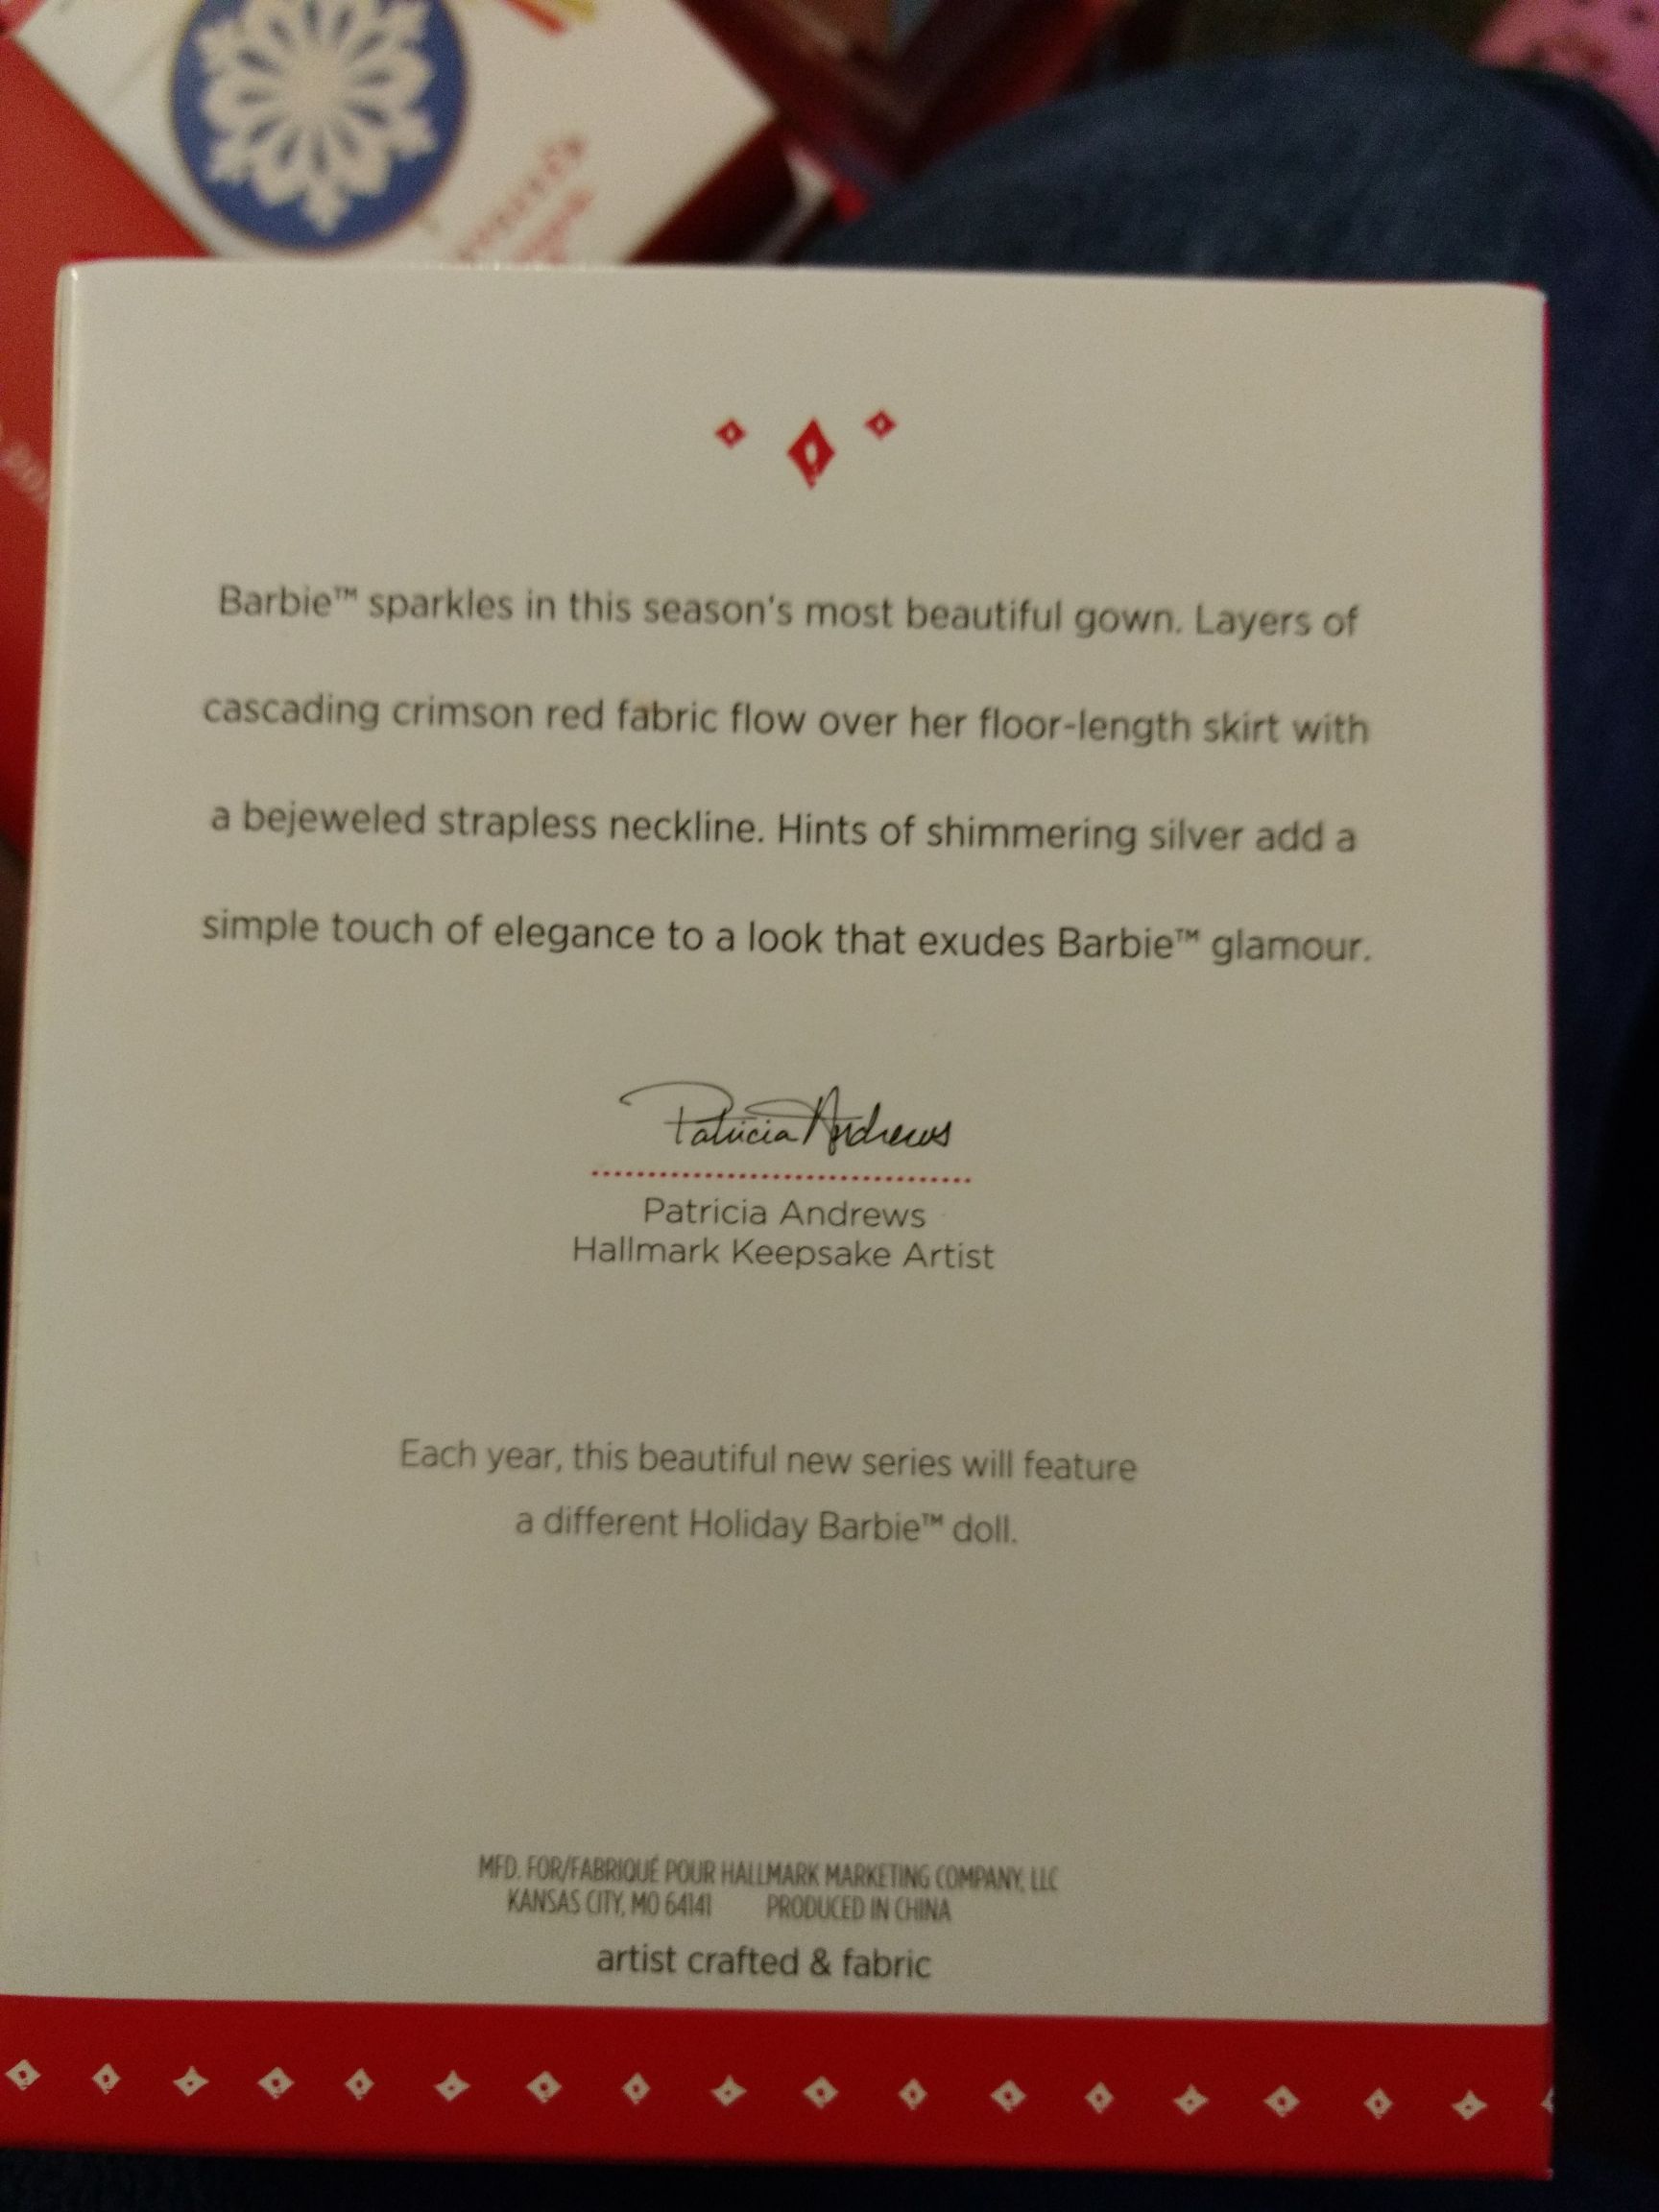 Barbie™ sparkles in this season's most beautiful gown. Layers of
cascading crimson red fabric flow over her floor-length skirt with
a bejeweled strapless neckline. Hints of shimmering silver add a
simple touch of elegance to a look that exudes Barbie™ glamour.
Patricia Andrews
Patricia Andrews
Hallmark Keepsake Artist
Each year, this beautiful new series will feature
a different Holiday Barbie™ doll.
MFD. FOR/FABRIQUÉ POUR HALLMARK MARKETING COMPANY, LLC
KANSAS CITY, MO 64141 PRODUCED IN CHINA
artist crafted & fabric